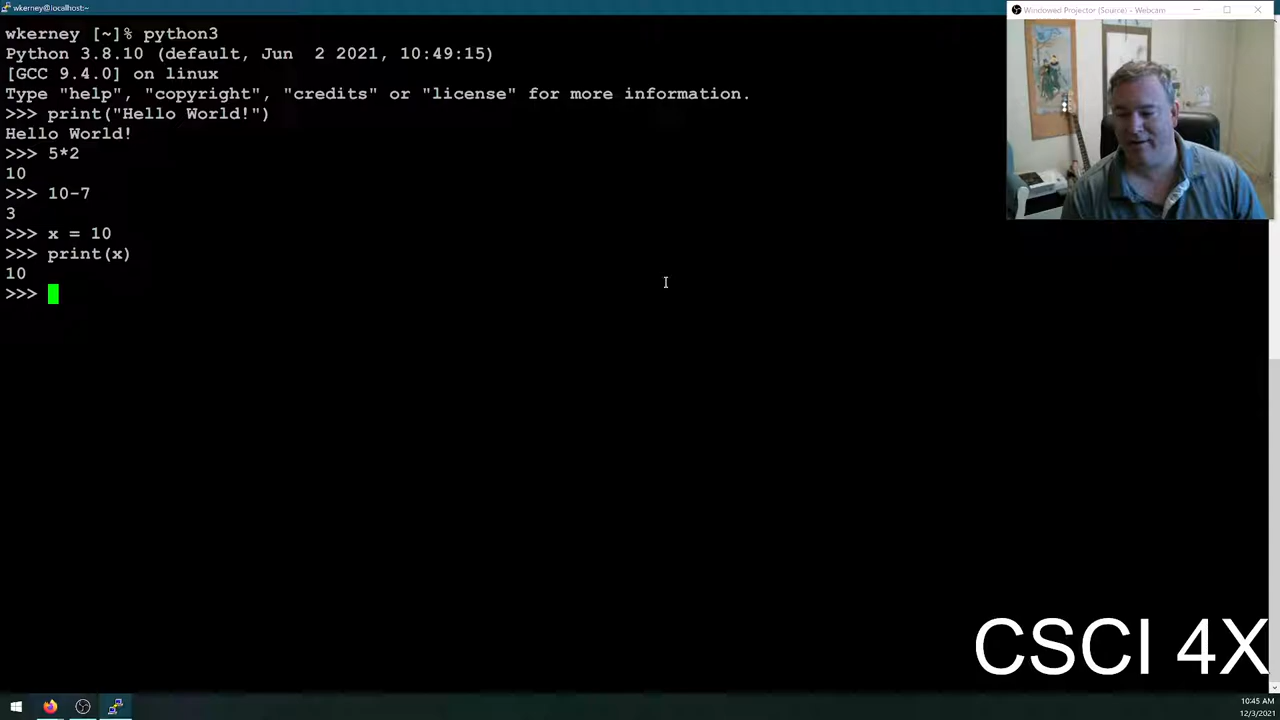 wkerney@localhost:~
Windowed Projector (Source) - Webcam
wkerney [~]% python3
Python 3.8.10 (default, Jun  2 2021, 10:49:15)
[GCC 9.4.0] on linux
Type "help", "copyright", "credits" or "license" for more information.
>>> print("Hello World!")
Hello World!
>>> 5*2
10
>>> 10-7
3
>>> x = 10
>>> print(x)
10
>>>
CSCI 4X
10:45 AM
12/3/2021